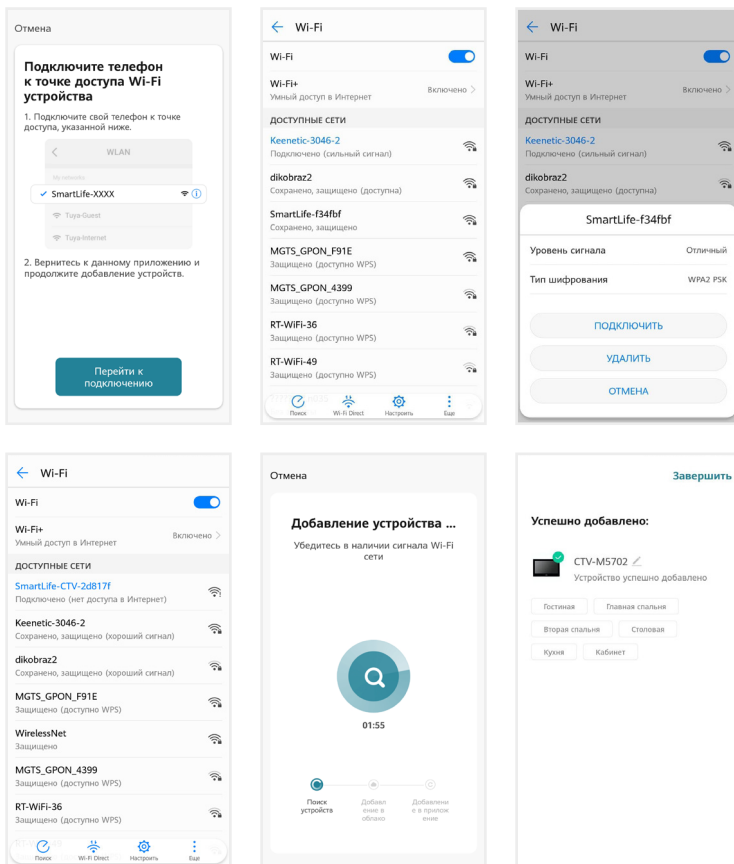 Отмена
Подключите телефон
к точке доступа Wi-Fi
устройства
1. Подключите свой телефон к точке
доступа, указанной ниже.
WLAN
My networks
SmartLife-XXXX
Tuya-Guest
Tuya-Internet
2. Вернитесь к данному приложению и
продолжите добавление устройств.
Перейти к
подключению
Wi-Fi
Wi-Fi
Wi-Fi+
Умный доступ в Интернет
Включено
ДОСТУПНЫЕ СЕТИ
Keenetic-3046-2
Подключено (сильный сигнал)
dikobraz2
Сохранено, защищено (доступна)
SmartLife-f34fbf
Сохранено, защищено
MGTS_GPON_F91E
Защищено (доступно WPS)
MGTS_GPON_4399
Защищено (доступно WPS)
RT-WiFi-36
Защищено (доступно WPS)
RT-WiFi-49
Защищено (доступно WPS)
Поиск
Wi-Fi Direct
Настроить
Еще
Wi-Fi
Wi-Fi
Wi-Fi+
Умный доступ в Интернет
Включено
ДОСТУПНЫЕ СЕТИ
Keenetic-3046-2
Подключено (сильный сигнал)
dikobraz2
Сохранено, защищено (доступна)
SmartLife-f34fbf
Уровень сигнала
Отличный
Тип шифрования
WPA2 PSK
ПОДКЛЮЧИТЬ
УДАЛИТЬ
ОТМЕНА
Wi-Fi
Wi-Fi
Wi-Fi+
Умный доступ в Интернет
Включено
ДОСТУПНЫЕ СЕТИ
SmartLife-CTV-2d817f
Подключено (нет доступа в Интернет)
Keenetic-3046-2
Сохранено, защищено (хороший сигнал)
dikobraz2
Сохранено, защищено (хороший сигнал)
MGTS_GPON_F91E
Защищено (доступно WPS)
WirelessNet
Защищено
MGTS_GPON_4399
Защищено (доступно WPS)
RT-WiFi-36
Защищено (доступно WPS)
Поиск
Wi-Fi Direct
Настроить
Еще
Отмена
Добавление устройства ...
Убедитесь в наличии сигнала Wi-Fi
сети
01:55
Поиск
устройств
Добавл
ение в
облако
Добавлени
е в прилож
ение
Завершить
Успешно добавлено:
CTV-M5702
Устройство успешно добавлено
Гостиная
Главная спальня
Вторая спальня
Столовая
Кухня
Кабинет